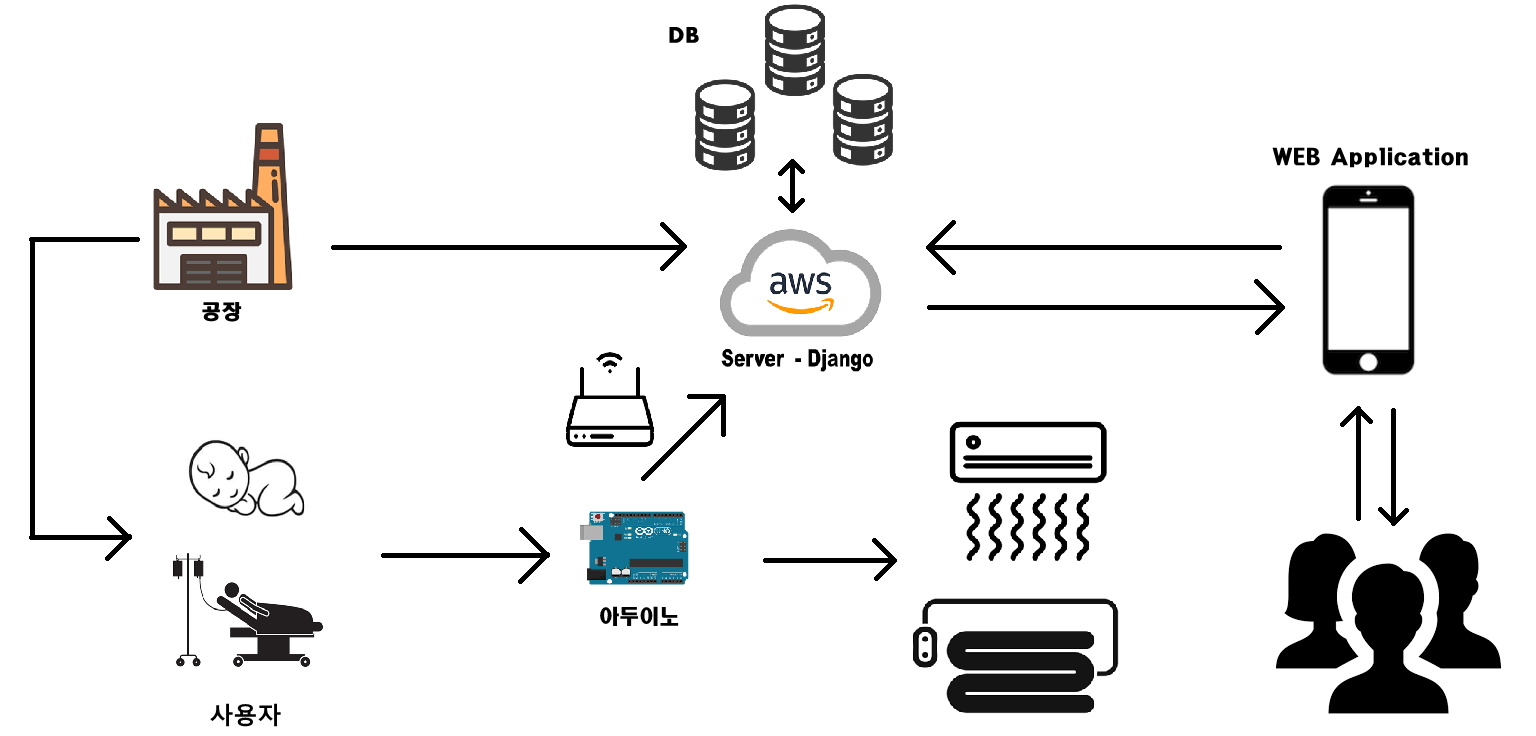 DB
WEB Application
공장
aws
Server - Django
아두이노
사용자